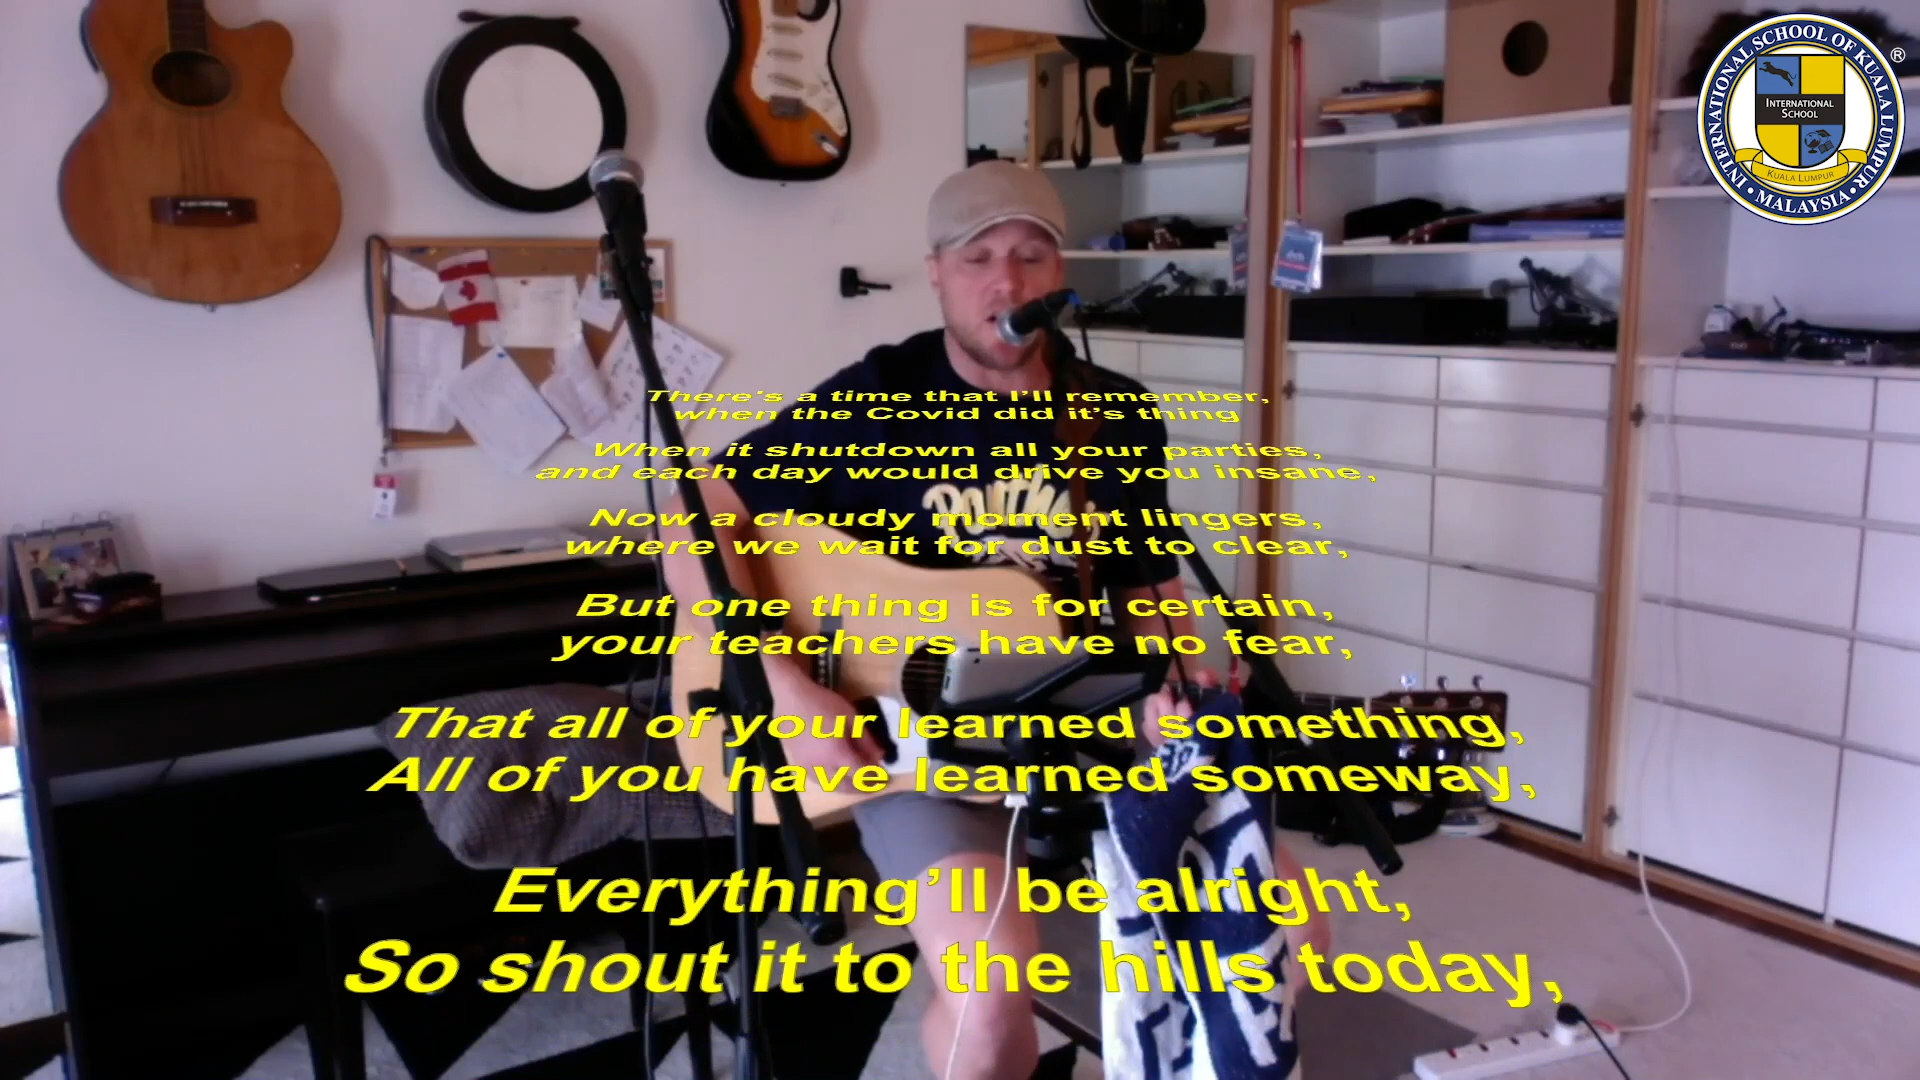 INTERNATIONAL SCHOOL OF KUALA LUMPUR
• MALAYSIA •
®
INTERNATIONAL
SCHOOL
KUALA LUMPUR
There's a time that I'll remember,
when the Covid did it's thing
When it shutdown all your parties,
and each day would drive you insane,
Now a cloudy moment lingers,
where we wait for dust to clear,
But one thing is for certain,
your teachers have no fear,
That all of your learned something,
All of you have learned someway,
Everything’ll be alright,
So shout it to the hills today,